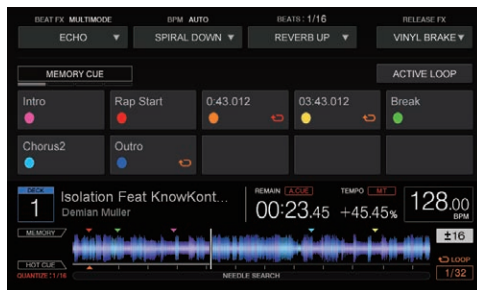 BEAT FX MULTIMODE BPM AUTO BEATS : 1/16 RELEASE FX
ECHO SPIRAL DOWN REVERB UP VINYL BRAKE
MEMORY CUE ACTIVE LOOP
Intro Rap Start 0:43.012 03:43.012 Break
Chorus2 Outro
DECK REMAIN A.CUE TEMPO MT
1 Isolation Feat KnowKont... 00:23.45 +45.45% 128.00
Demian Muller BPM
MEMORY ±16
HOT CUE LOOP
QUANTIZE : 1/16 NEEDLE SEARCH 1/32